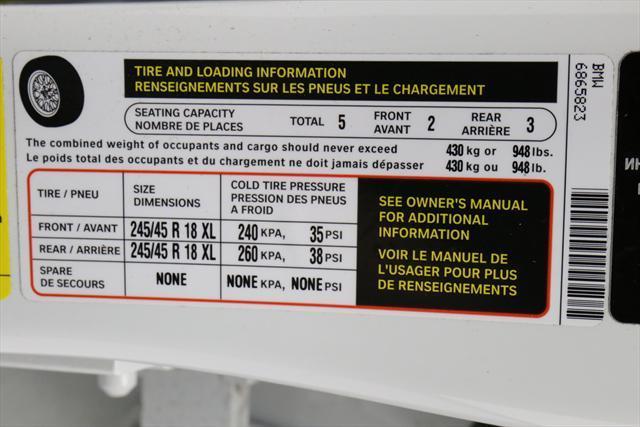 TIRE AND LOADING INFORMATION
RENSEIGNEMENTS SUR LES PNEUS ET LE CHARGEMENT
SEATING CAPACITY
NOMBRE DE PLACES
TOTAL 5
FRONT
AVANT 2
REAR
ARRIÈRE 3
The combined weight of occupants and cargo should never exceed 430 kg or 948 lbs.
Le poids total des occupants et du chargement ne doit jamais dépasser 430 kg ou 948 lb.
TIRE / PNEU
SIZE
DIMENSIONS
COLD TIRE PRESSURE
PRESSION DES PNEUS
A FROID
FRONT / AVANT 245/45 R 18 XL 240 KPA, 35 PSI
REAR / ARRIÈRE 245/45 R 18 XL 260 KPA, 38 PSI
SPARE
DE SECOURS NONE NONE KPA, NONE PSI
SEE OWNER'S MANUAL
FOR ADDITIONAL
INFORMATION
VOIR LE MANUEL DE
L'USAGER POUR PLUS
DE RENSEIGNEMENTS
BMW
6865823